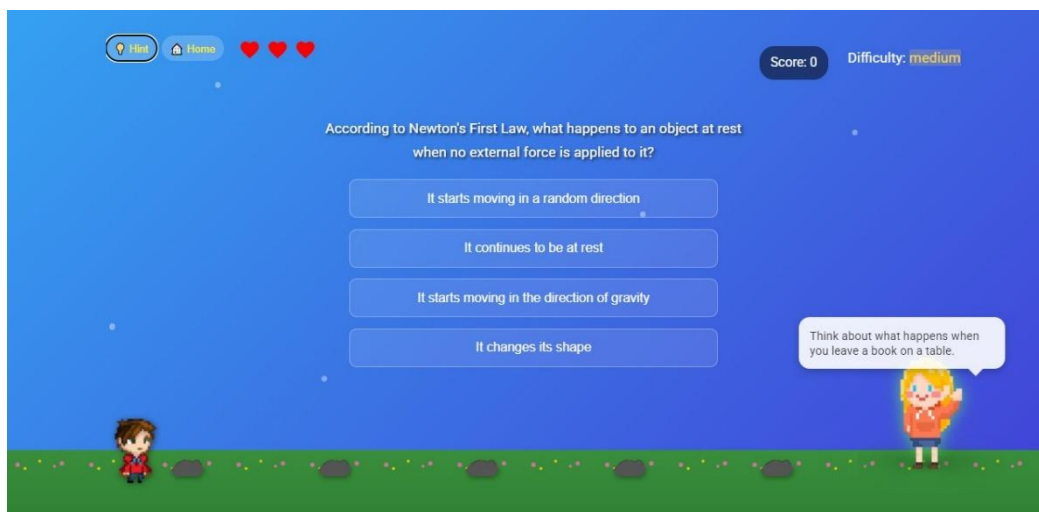 Hint
Home
Score: 0
Difficulty: medium
According to Newton's First Law, what happens to an object at rest
when no external force is applied to it?
It starts moving in a random direction
It continues to be at rest
It starts moving in the direction of gravity
It changes its shape
Think about what happens when
you leave a book on a table.